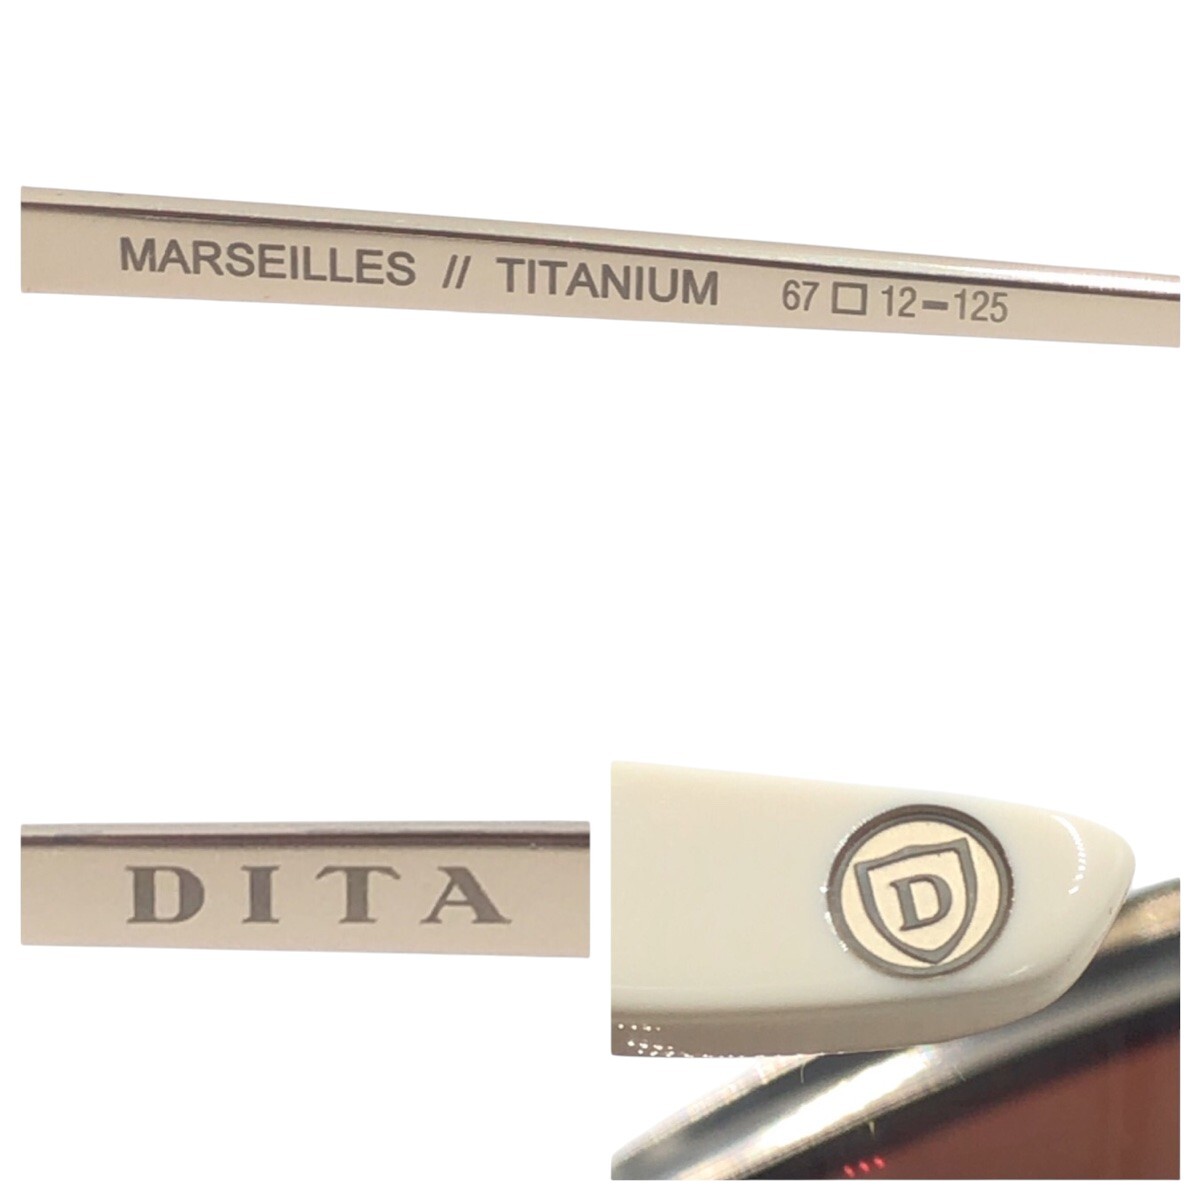 MARSEILLES // TITANIUM 67 □ 12-125
DITA
D